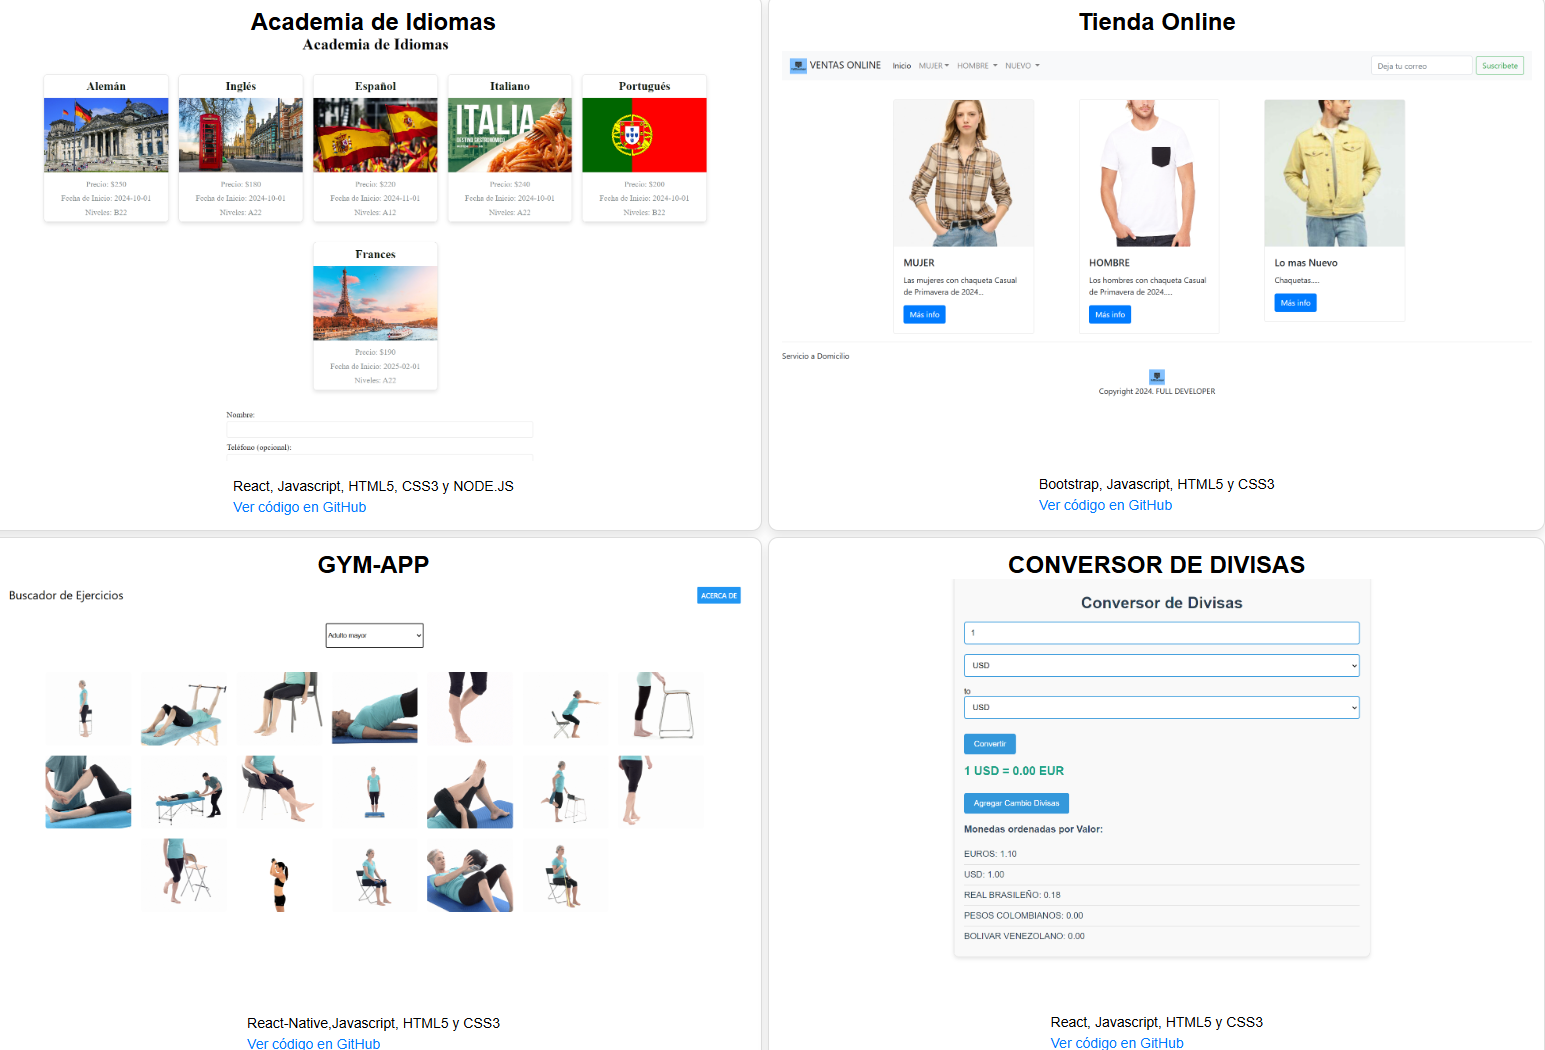 Academia de Idiomas
Academia de Idiomas
Alemán
Inglés
Español
Italiano
Portugués
ITALIA
Precio: $250
Fecha de Inicio: 2024-10-01
Niveles: B22
Precio: $180
Fecha de Inicio: 2024-10-01
Niveles: A22
Precio: $220
Fecha de Inicio: 2024-11-01
Niveles: A12
Precio: $240
Fecha de Inicio: 2024-10-01
Niveles: A22
Precio: $200
Fecha de Inicio: 2024-10-01
Niveles: B22
Frances
Precio: $190
Fecha de Inicio: 2025-02-01
Niveles: A22
Nombre:
Teléfono (opcional):
React, Javascript, HTML5, CSS3 y NODE.JS
Ver código en GitHub
Tienda Online
VENTAS ONLINE
Inicio
MUJER
HOMBRE
NUEVO
Deja tu correo
Suscribete
MUJER
Las mujeres con chaqueta Casual
de Primavera de 2024...
Más info
HOMBRE
Los hombres con chaqueta Casual
de Primavera de 2024....
Más info
Lo mas Nuevo
Chaquetas....
Más info
Servicio a Domicilio
Copyright 2024. FULL DEVELOPER
Bootstrap, Javascript, HTML5 y CSS3
Ver código en GitHub
GYM-APP
Buscador de Ejercicios
ACERCA DE
Adulto mayor
React-Native,Javascript, HTML5 y CSS3
Ver código en GitHub
CONVERSOR DE DIVISAS
Conversor de Divisas
1
USD
to
USD
Convertir
1 USD = 0.00 EUR
Agregar Cambio Divisas
Monedas ordenadas por Valor:
EUROS: 1.10
USD: 1.00
REAL BRASILEÑO: 0.18
PESOS COLOMBIANOS: 0.00
BOLIVAR VENEZOLANO: 0.00
React, Javascript, HTML5 y CSS3
Ver código en GitHub